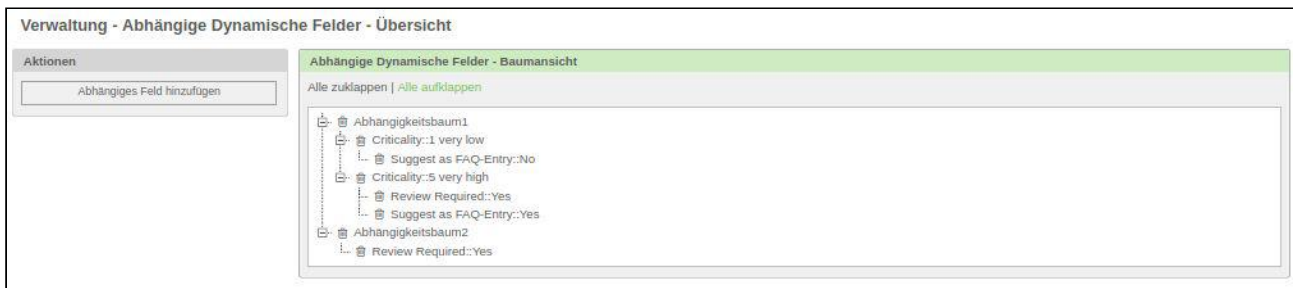 Verwaltung - Abhängige Dynamische Felder - Übersicht
Aktionen
Abhängiges Feld hinzufügen
Abhängige Dynamische Felder - Baumansicht
Alle zuklappen | Alle aufklappen
Abhängigkeitsbaum1
Criticality::1 very low
Suggest as FAQ-Entry::No
Criticality::5 very high
Review Required::Yes
Suggest as FAQ-Entry::Yes
Abhängigkeitsbaum2
Review Required::Yes